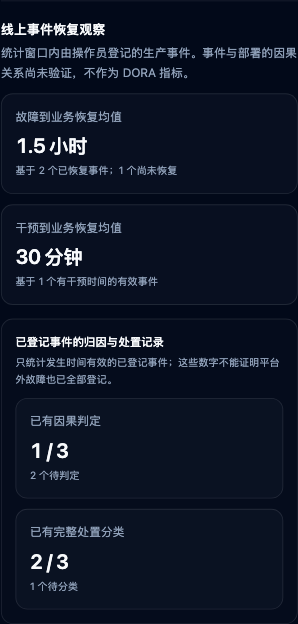 线上事件恢复观察
统计窗口内由操作员登记的生产事件。事件与部署的因果
关系尚未验证，不作为 DORA 指标。
故障到业务恢复均值
1.5 小时
基于 2 个已恢复事件；1 个尚未恢复
干预到业务恢复均值
30 分钟
基于 1 个有干预时间的有效事件
已登记事件的归因与处置记录
只统计发生时间有效的已登记事件；这些数字不能证明平台
外故障也已全部登记。
已有因果判定
1/3
2 个待判定
已有完整处置分类
2/3
1 个待分类